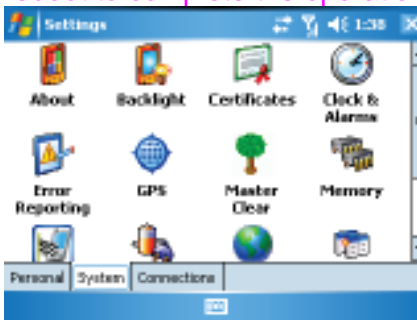 Settings 1:38
About Backlight Certificates Clock &
Alarms
Error GPS Master Memory
Reporting Clear
Personal System Connections